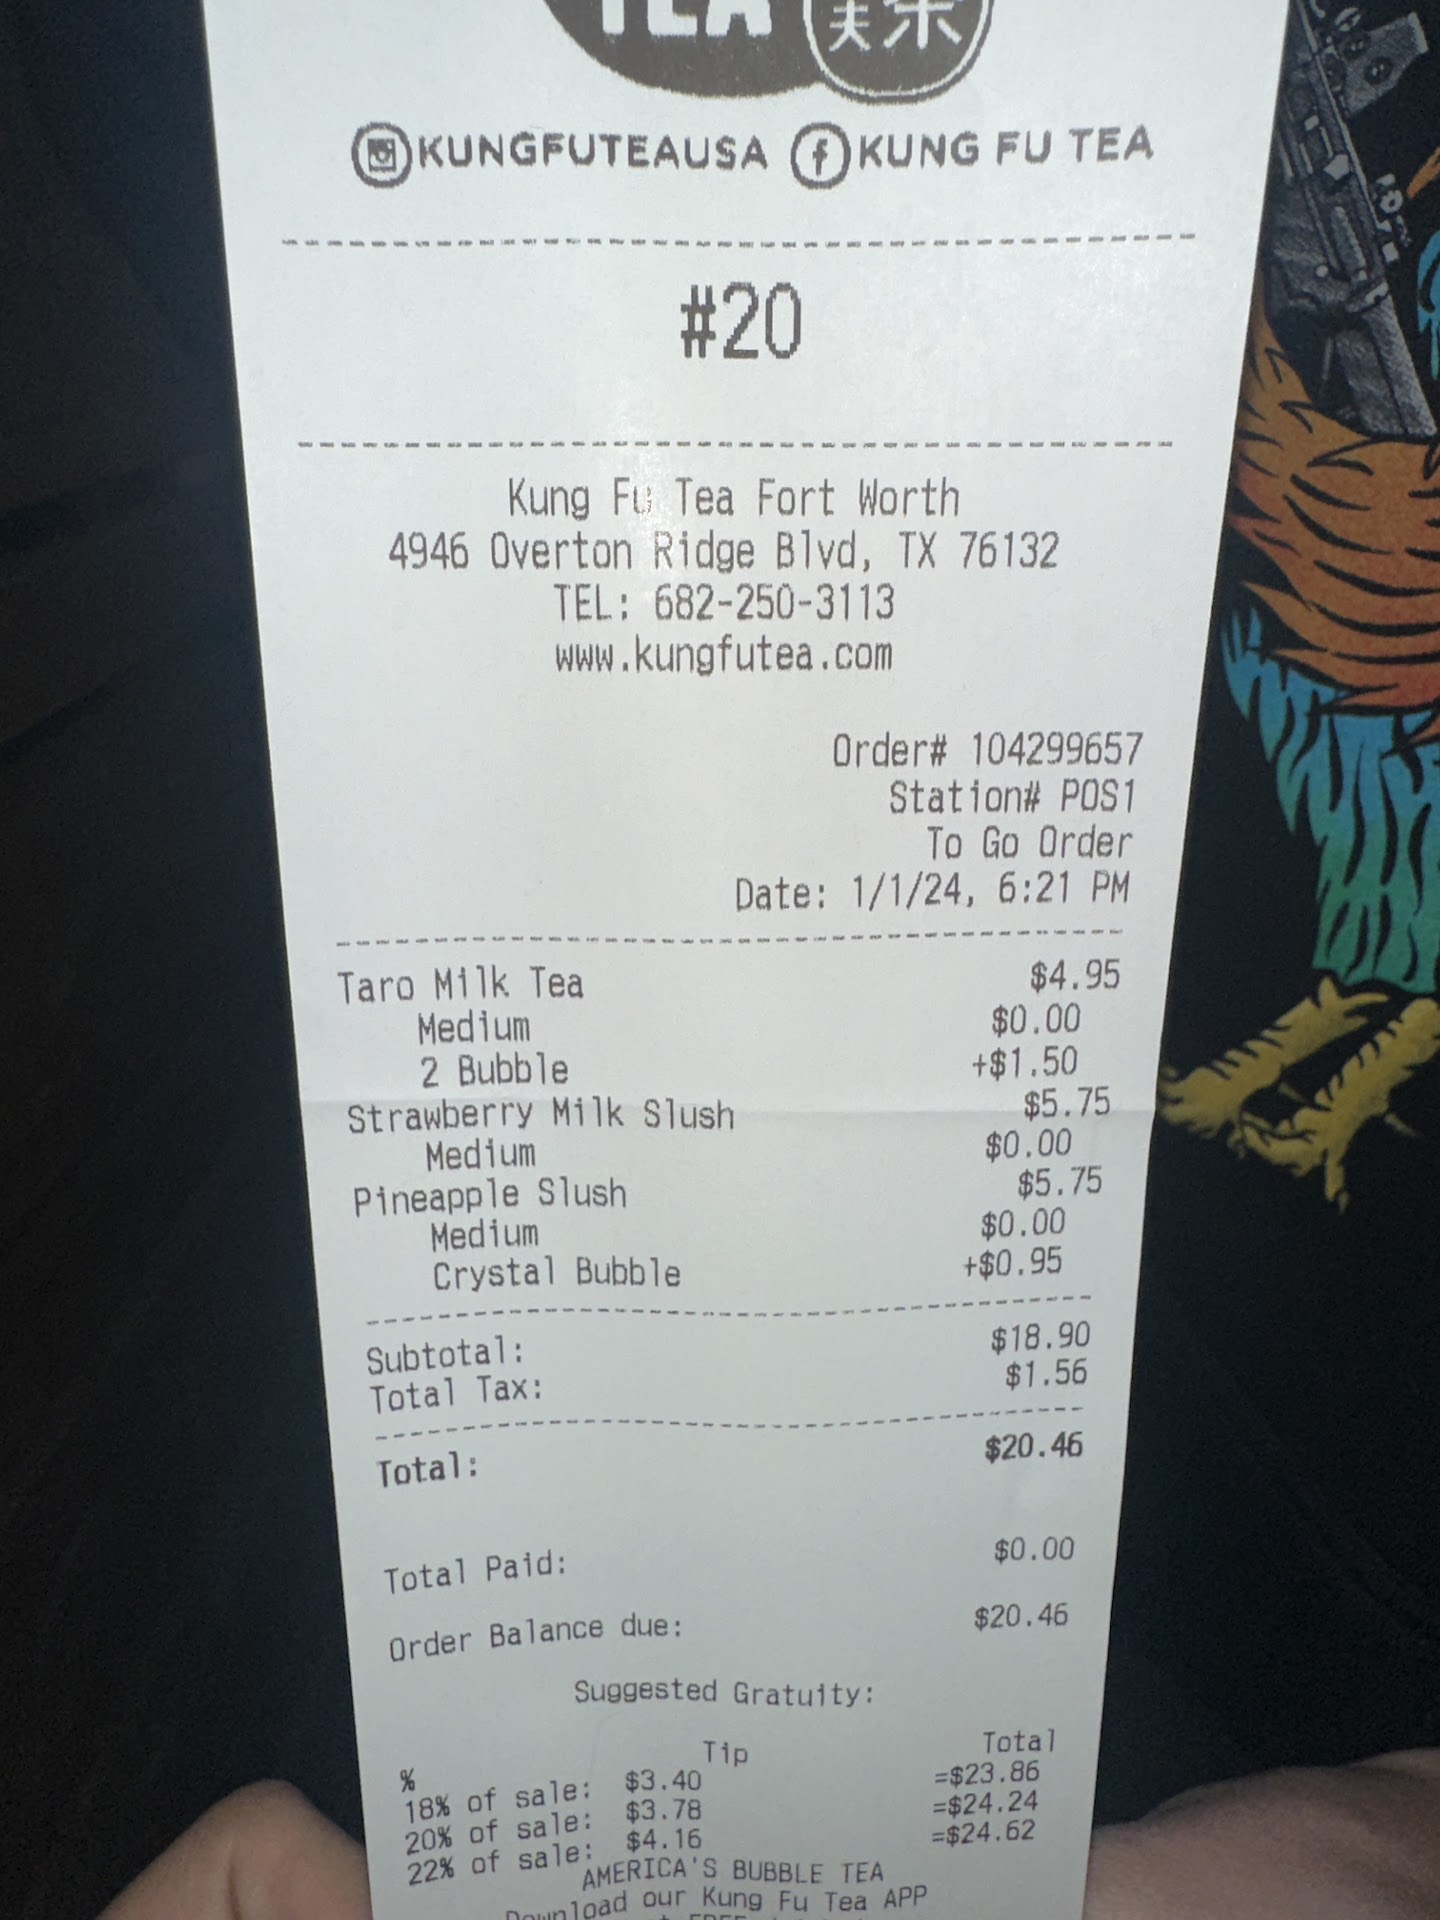 TEA 夫茶
KUNGFUTEAUSA KUNG FU TEA
#20
Kung Fu Tea Fort Worth
4946 Overton Ridge Blvd, TX 76132
TEL: 682-250-3113
www.kungfutea.com
Order# 104299657
Station# POS1
To Go Order
Date: 1/1/24, 6:21 PM
Taro Milk Tea $4.95
Medium $0.00
2 Bubble +$1.50
Strawberry Milk Slush $5.75
Medium $0.00
Pineapple Slush $5.75
Medium $0.00
Crystal Bubble +$0.95
Subtotal: $18.90
Total Tax: $1.56
Total: $20.46
Total Paid: $0.00
Order Balance due: $20.46
Suggested Gratuity:
% Tip Total
18% of sale: $3.40 =$23.86
20% of sale: $3.78 =$24.24
22% of sale: $4.16 =$24.62
AMERICA'S BUBBLE TEA
Download our Kung Fu Tea APP